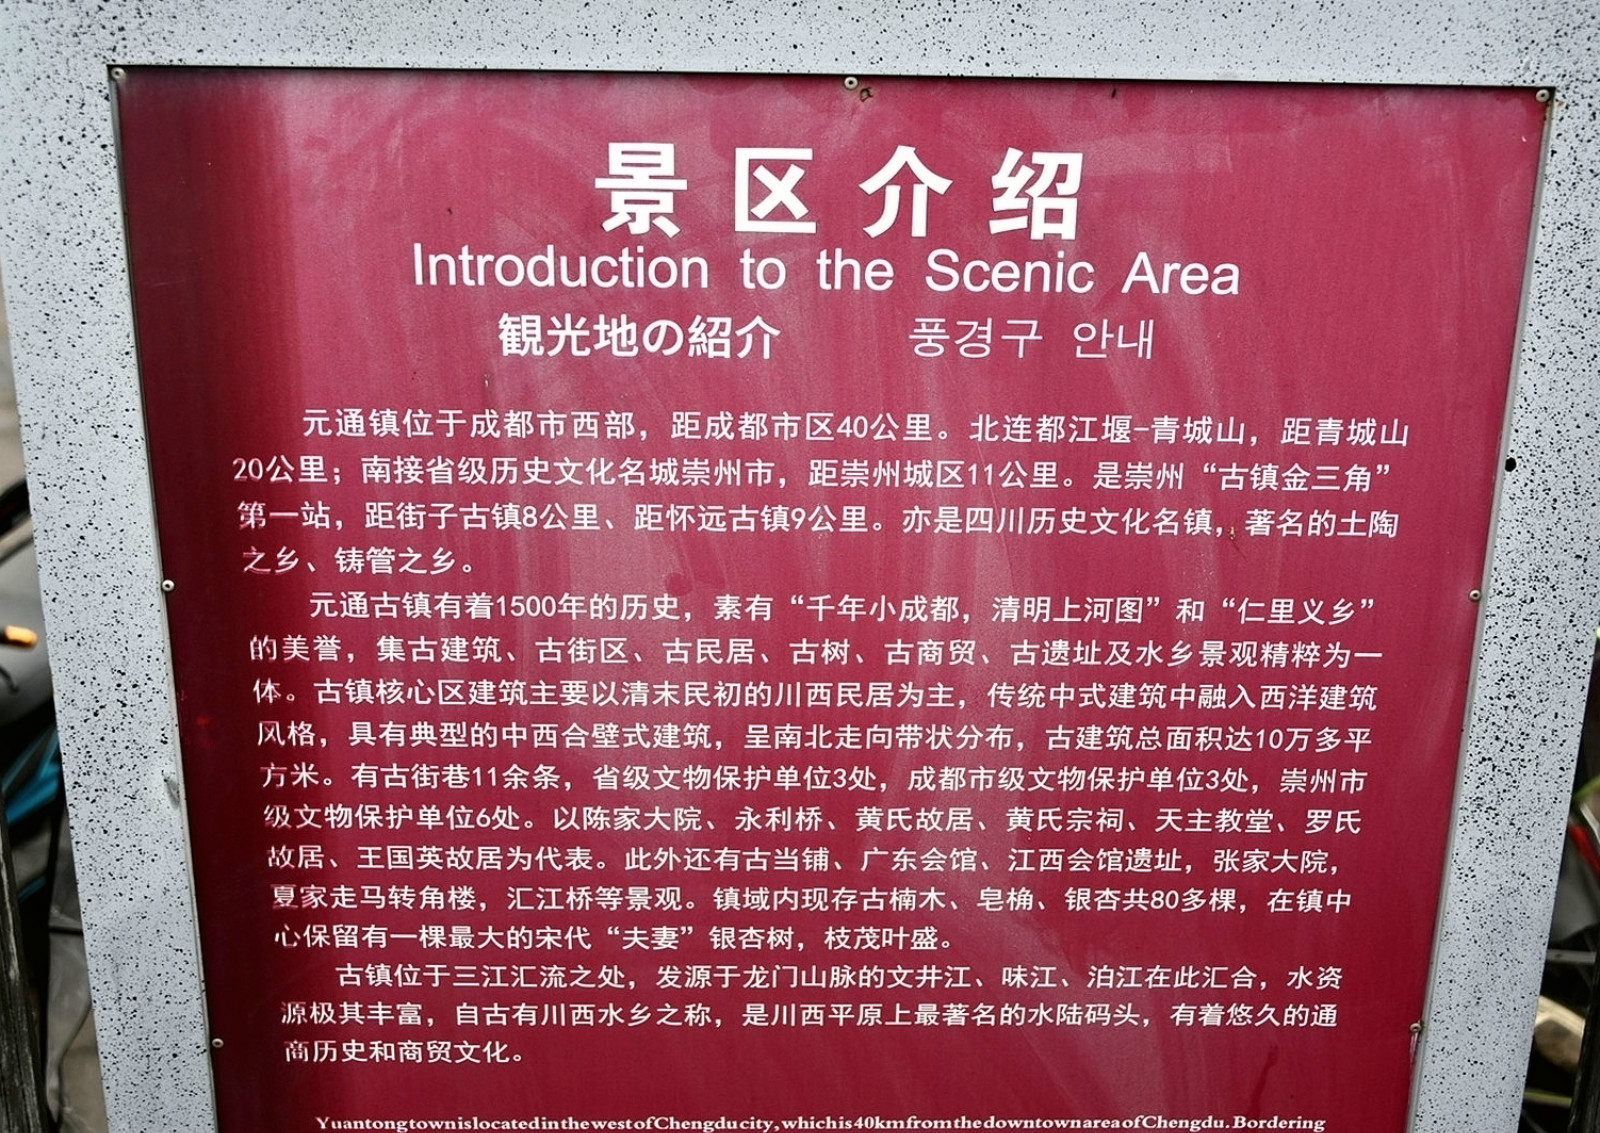 景区介绍
Introduction to the Scenic Area
観光地の紹介 풍경구 안내
元通镇位于成都市西部，距成都市区40公里。北连都江堰-青城山，距青城山
20公里；南接省级历史文化名城崇州市，距崇州城区11公里。是崇州“古镇金三角”
第一站，距街子古镇8公里、距怀远古镇9公里。亦是四川历史文化名镇，著名的土陶
之乡、铸管之乡。
元通古镇有着1500年的历史，素有“千年小成都，清明上河图”和“仁里义乡”
的美誉，集古建筑、古街区、古民居、古树、古商贸、古遗址及水乡景观精粹为一
体。古镇核心区建筑主要以清末民初的川西民居为主，传统中式建筑中融入西洋建筑
风格，具有典型的中西合壁式建筑，呈南北走向带状分布，古建筑总面积达10万多平
方米。有古街巷11余条，省级文物保护单位3处，成都市级文物保护单位3处，崇州市
级文物保护单位6处。以陈家大院、永利桥、黄氏故居、黄氏宗祠、天主教堂、罗氏
故居、王国英故居为代表。此外还有古当铺、广东会馆、江西会馆遗址，张家大院，
夏家走马转角楼，汇江桥等景观。镇域内现存古楠木、皂桷、银杏共80多棵，在镇中
心保留有一棵最大的宋代“夫妻”银杏树，枝茂叶盛。
古镇位于三江汇流之处，发源于龙门山脉的文井江、味江、泊江在此汇合，水资
源极其丰富，自古有川西水乡之称，是川西平原上最著名的水陆码头，有着悠久的通
商历史和商贸文化。
Yuantongtownislocatedinthewest of Chengducity, whichis 40kmfromthedowntownarea of Chengdu. Bordering